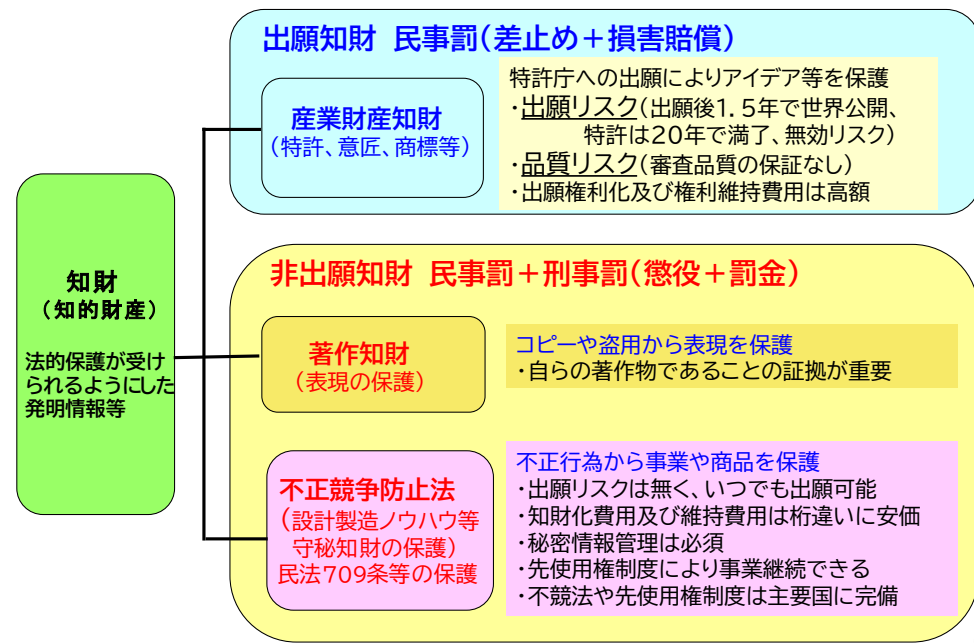 知財
(知的財産)
法的保護が受け
られるようにした
発明情報等
出願知財 民事罰(差止め+損害賠償)
産業財産知財
(特許、意匠、商標等)
特許庁への出願によりアイデア等を保護
・出願リスク(出願後1.5年で世界公開、
特許は20年で満了、無効リスク)
・品質リスク(審査品質の保証なし)
・出願権利化及び権利維持費用は高額
非出願知財 民事罰+刑事罰(懲役+罰金)
著作知財
(表現の保護)
コピーや盗用から表現を保護
・自らの著作物であることの証拠が重要
不正競争防止法
(設計製造ノウハウ等
守秘知財の保護)
民法709条等の保護
不正行為から事業や商品を保護
・出願リスクは無く、いつでも出願可能
・知財化費用及び維持費用は桁違いに安価
・秘密情報管理は必須
・先使用権制度により事業継続できる
・不競法や先使用権制度は主要国に完備